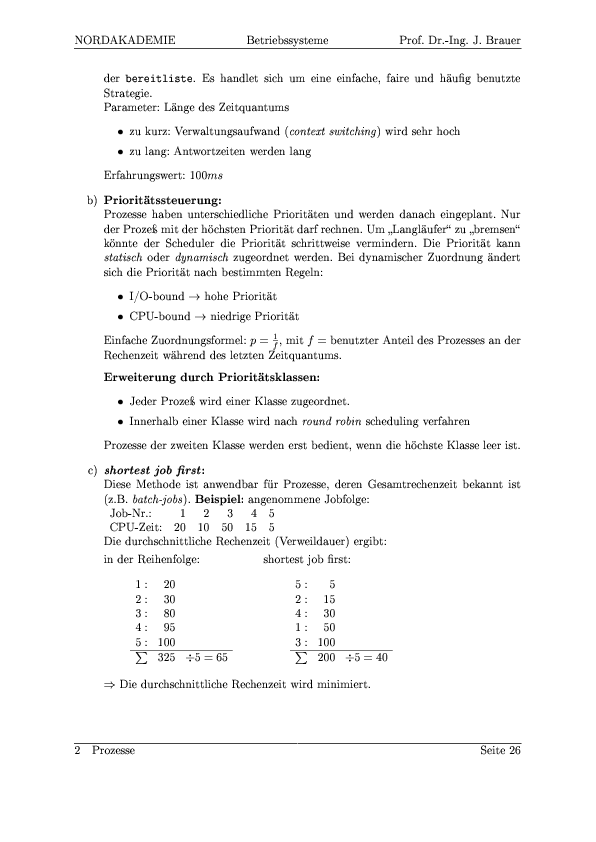 NORDAKADEMIE Betriebssysteme Prof. Dr.-Ing. J. Brauer
der bereitliste. Es handlet sich um eine einfache, faire und häufig benutzte
Strategie.
Parameter: Länge des Zeitquantums
• zu kurz: Verwaltungsaufwand (context switching) wird sehr hoch
• zu lang: Antwortzeiten werden lang
Erfahrungswert: 100ms
b) Prioritätssteuerung:
Prozesse haben unterschiedliche Prioritäten und werden danach eingeplant. Nur
der Prozeß mit der höchsten Priorität darf rechnen. Um „Langläufer“ zu „bremsen“
könnte der Scheduler die Priorität schrittweise vermindern. Die Priorität kann
statisch oder dynamisch zugeordnet werden. Bei dynamischer Zuordnung ändert
sich die Priorität nach bestimmten Regeln:
• I/O-bound → hohe Priorität
• CPU-bound → niedrige Priorität
Einfache Zuordnungsformel: p = 1/f, mit f = benutzter Anteil des Prozesses an der
Rechenzeit während des letzten Zeitquantums.
Erweiterung durch Prioritätsklassen:
• Jeder Prozeß wird einer Klasse zugeordnet.
• Innerhalb einer Klasse wird nach round robin scheduling verfahren
Prozesse der zweiten Klasse werden erst bedient, wenn die höchste Klasse leer ist.
c) shortest job first:
Diese Methode ist anwendbar für Prozesse, deren Gesamtrechenzeit bekannt ist
(z.B. batch-jobs). Beispiel: angenommene Jobfolge:
Job-Nr.: 1 2 3 4 5
CPU-Zeit: 20 10 50 15 5
Die durchschnittliche Rechenzeit (Verweildauer) ergibt:
in der Reihenfolge: shortest job first:
1 : 20 5 : 5
2 : 30 2 : 15
3 : 80 4 : 30
4 : 95 1 : 50
5 : 100 3 : 100
∑ 325 ÷5 = 65 ∑ 200 ÷5 = 40
⇒ Die durchschnittliche Rechenzeit wird minimiert.
2 Prozesse Seite 26